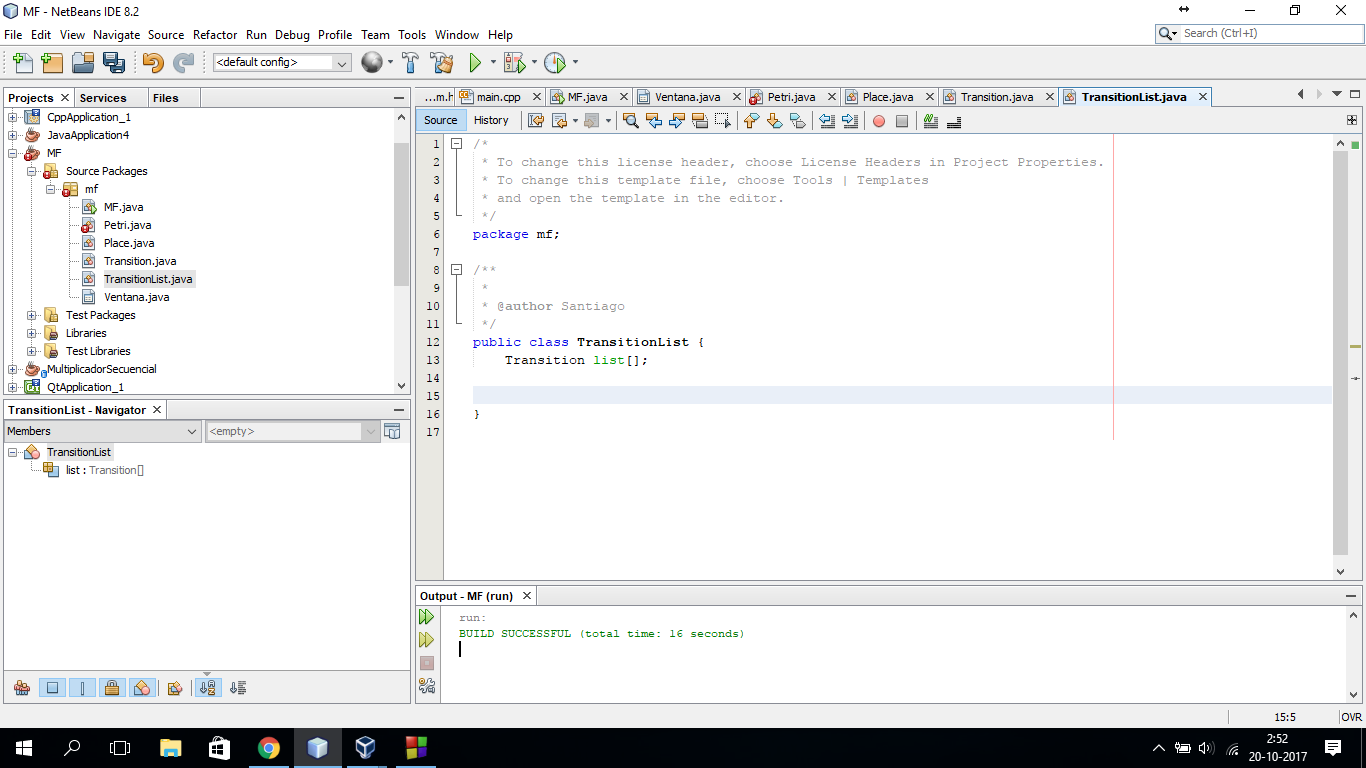 MF - NetBeans IDE 8.2
File Edit View Navigate Source Refactor Run Debug Profile Team Tools Window Help
Search (Ctrl+I)
<default config>
Projects Services Files
CppApplication_1
JavaApplication4
MF
Source Packages
mf
MF.java
Petri.java
Place.java
Transition.java
TransitionList.java
Ventana.java
Test Packages
Libraries
Test Libraries
MultiplicadorSecuencial
QtApplication_1
TransitionList - Navigator
Members <empty>
TransitionList
list : Transition[]
...m.h main.cpp MF.java Ventana.java Petri.java Place.java Transition.java TransitionList.java
Source History
1 /*
2 * To change this license header, choose License Headers in Project Properties.
3 * To change this template file, choose Tools | Templates
4 * and open the template in the editor.
5 */
6 package mf;
7
8 /**
9 *
10 * @author Santiago
11 */
12 public class TransitionList {
13 Transition list[];
14
15
16 }
17
Output - MF (run)
run:
BUILD SUCCESSFUL (total time: 16 seconds)
15:5 OVR
2:52
20-10-2017